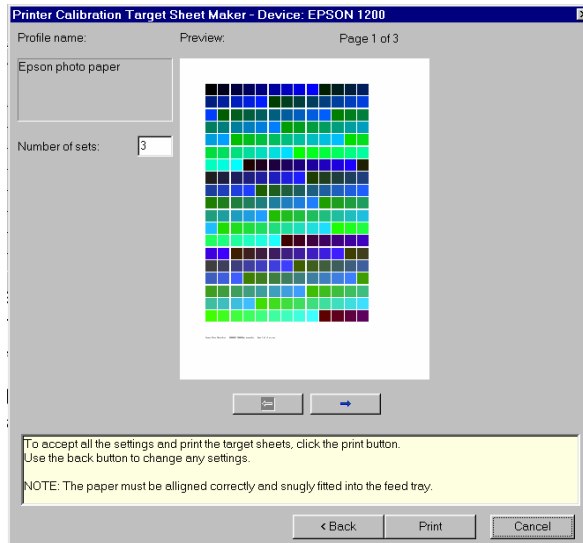 Printer Calibration Target Sheet Maker - Device: EPSON 1200
Profile name:
Preview:
Page 1 of 3
Epson photo paper
Number of sets:
3
To accept all the settings and print the target sheets, click the print button.
Use the back button to change any settings.
NOTE: The paper must be alligned correctly and snugly fitted into the feed tray.
< Back
Print
Cancel